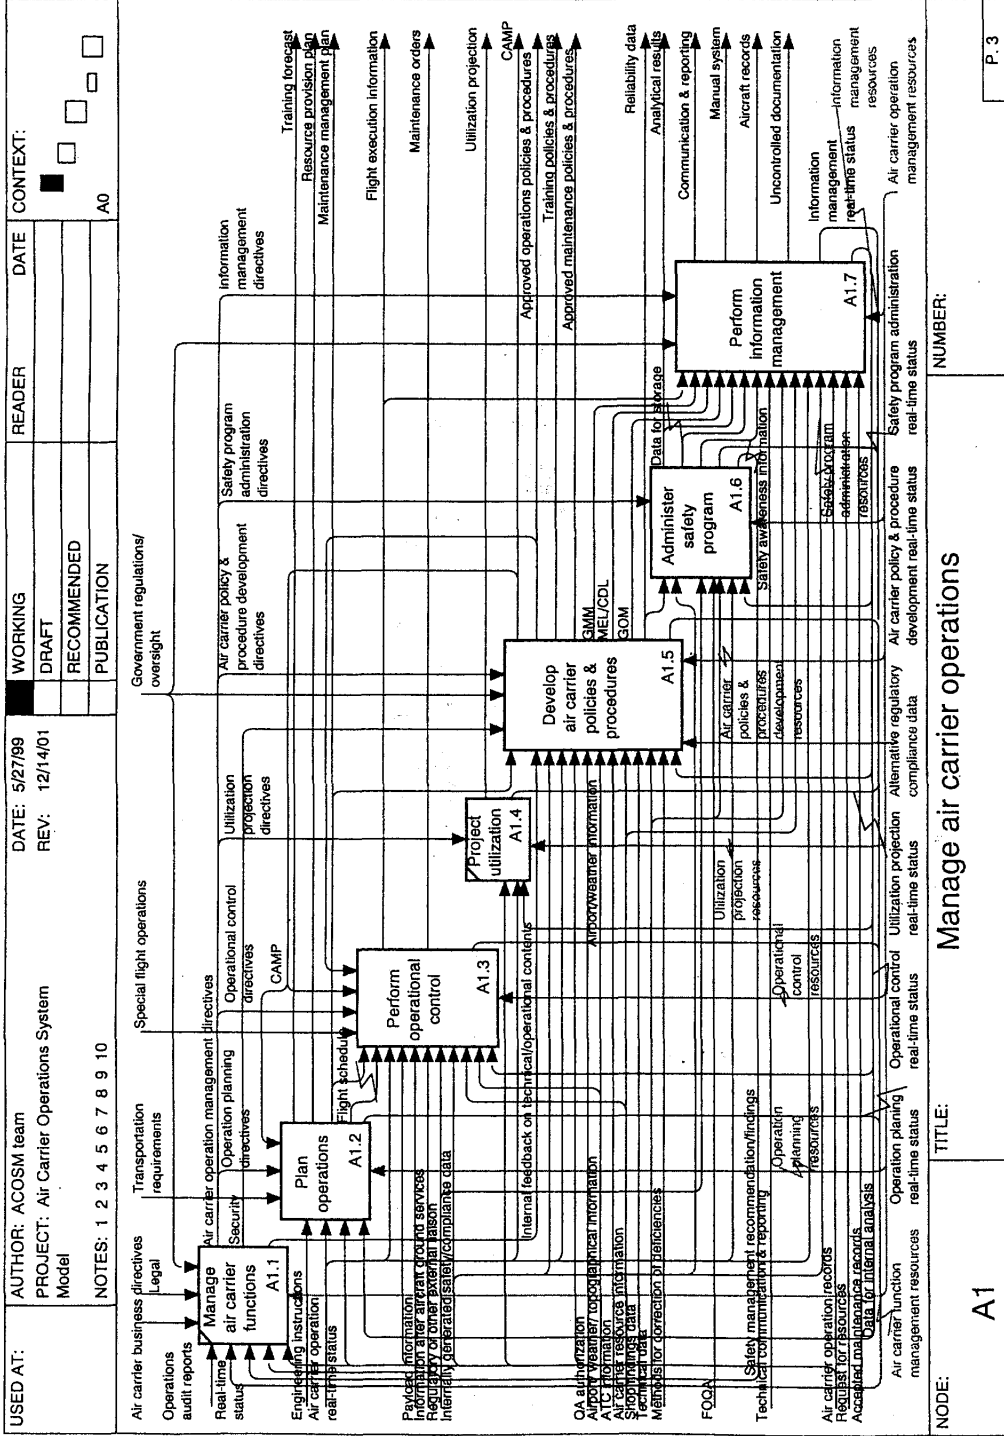 USED AT:
AUTHOR: ACOSM team
PROJECT: Air Carrier Operations System
Model
NOTES: 1 2 3 4 5 6 7 8 9 10
DATE: 5/27/99
REV: 12/14/01
WORKING
DRAFT
RECOMMENDED
PUBLICATION
READER
DATE
CONTEXT:
A0
Air carrier business directives
Legal
Transportation
requirements
Special flight operations
Government regulations/
oversight
Operations
audit reports
Real-time
status
Air carrier operation management directives
Security
Operation planning
directives
Operational control
directives
CAMP
Utilization
projection
directives
Air carrier policy &
procedure development
directives
Safety program
administration
directives
Information
management
directives
Manage
air carrier
functions
A1.1
Plan
operations
A1.2
Perform
operational
control
A1.3
Project
utilization
A1.4
Develop
air carrier
policies &
procedures
A1.5
Administer
safety
program
A1.6
Perform
information
management
A1.7
Training forecast
Resource provision plan
Maintenance management plan
Flight execution information
Maintenance orders
Utilization projection
CAMP
Approved operations policies & procedures
Training policies & procedures
Approved maintenance policies & procedures
Reliability data
Analytical results
Communication & reporting
Manual system
Aircraft records
Uncontrolled documentation
Information
management
real-time status
Information
management
resources
Information
management
resources
Engineering instructions
Air carrier operation
real-time status
Flight schedule
Payload information
Information after aircraft ground services
Regulatory or other external liaison
Internally generated safety/compliance data
Internal feedback on technical/operational contents
Airport/weather information
GMM
MEL/CDL
GOM
Data for storage
Safety awareness information
QA authorization
Airport/ weather/ topographical information
ATC information
Air carrier resource information
Shop findings data
Technical data
Methods for correction of deficiencies
FOQA
Safety management recommendation/findings
Technical communication & reporting
Operation
planning
resources
Operational
control
resources
Utilization
projection
resources
Air carrier
policies &
procedures
development
resources
Safety program
administration
resources
Air carrier operation records
Request for resources
Accepted maintenance records
Data for internal analysis
Air carrier function
management resources
Operation planning
real-time status
Operational control
real-time status
Utilization projection
real-time status
Alternative regulatory
compliance data
Air carrier policy & procedure
development real-time status
Safety program administration
real-time status
Air carrier operation
management resources
NODE:
A1
TITLE:
Manage air carrier operations
NUMBER:
P. 3